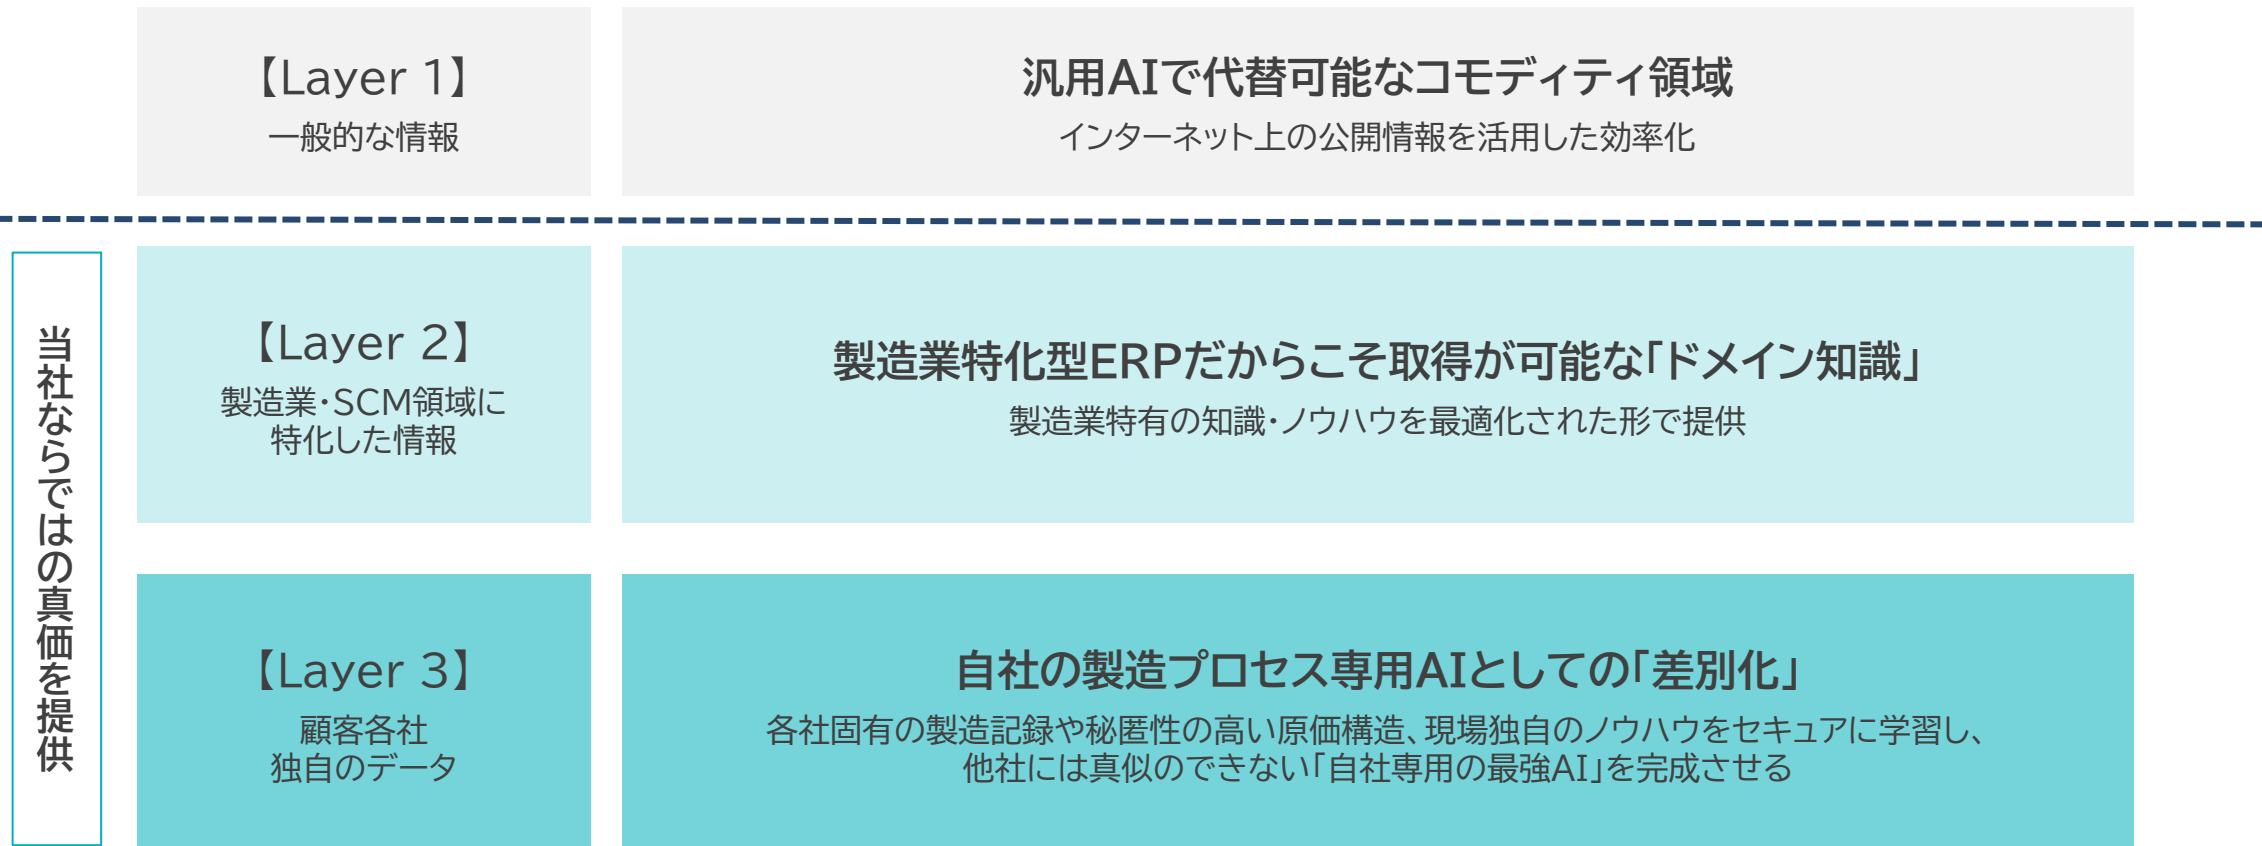 【Layer 1】
一般的な情報
汎用AIで代替可能なコモディティ領域
インターネット上の公開情報を活用した効率化
当社ならではの真価を提供
【Layer 2】
製造業・SCM領域に
特化した情報
製造業特化型ERPだからこそ取得が可能な「ドメイン知識」
製造業特有の知識・ノウハウを最適化された形で提供
【Layer 3】
顧客各社
独自のデータ
自社の製造プロセス専用AIとしての「差別化」
各社固有の製造記録や秘匿性の高い原価構造、現場独自のノウハウをセキュアに学習し、
他社には真似のできない「自社専用の最強AI」を完成させる